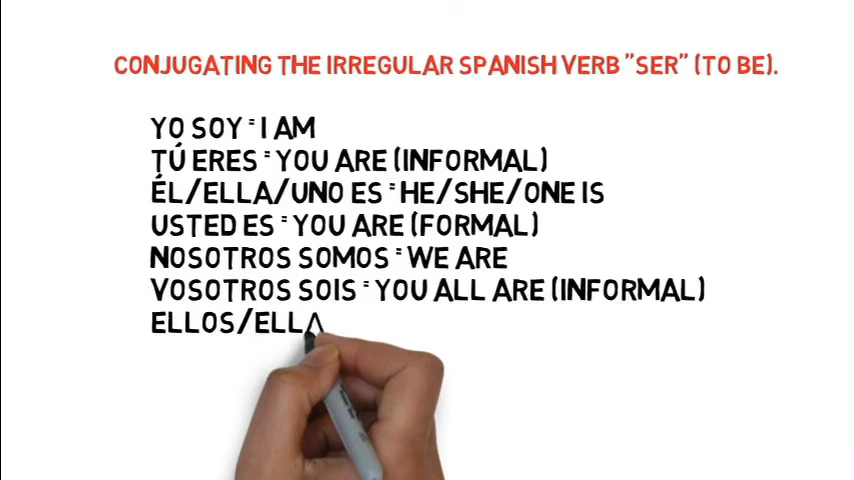 CONJUGATING THE IRREGULAR SPANISH VERB "SER" (TO BE).
YO SOY = I AM
TÚ ERES = YOU ARE (INFORMAL)
ÉL/ELLA/UNO ES = HE/SHE/ONE IS
USTED ES = YOU ARE (FORMAL)
NOSOTROS SOMOS = WE ARE
VOSOTROS SOIS = YOU ALL ARE (INFORMAL)
ELLOS/ELLA